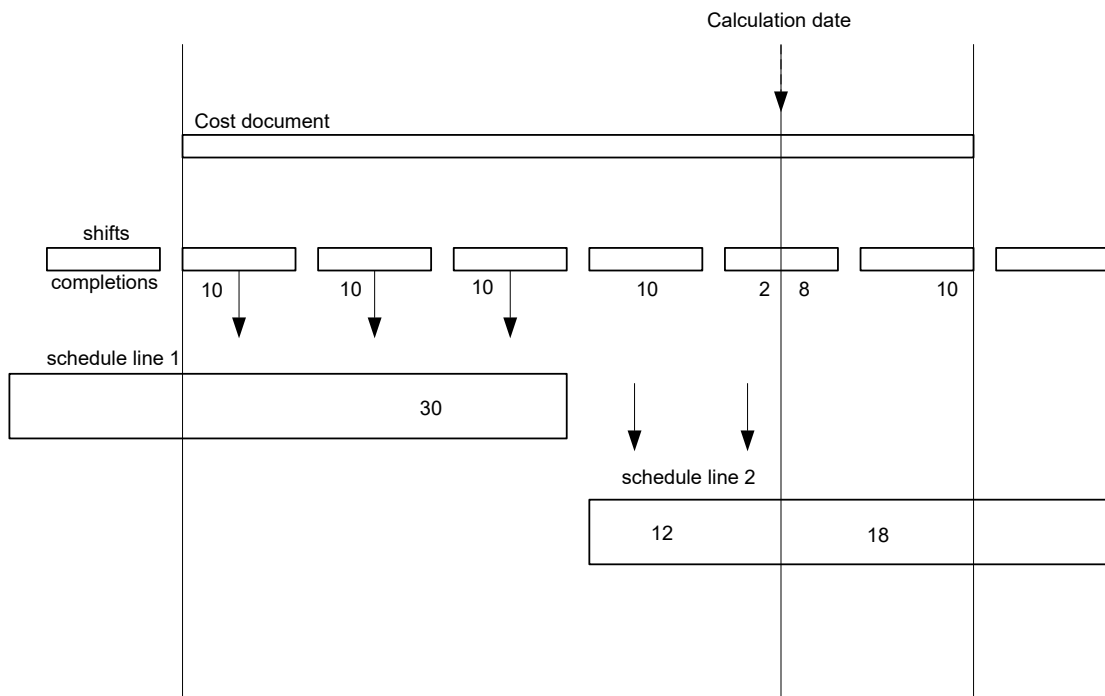 Calculation date
Cost document
shifts
completions
10 10 10 10 2 8 10
schedule line 1
30
schedule line 2
12 18